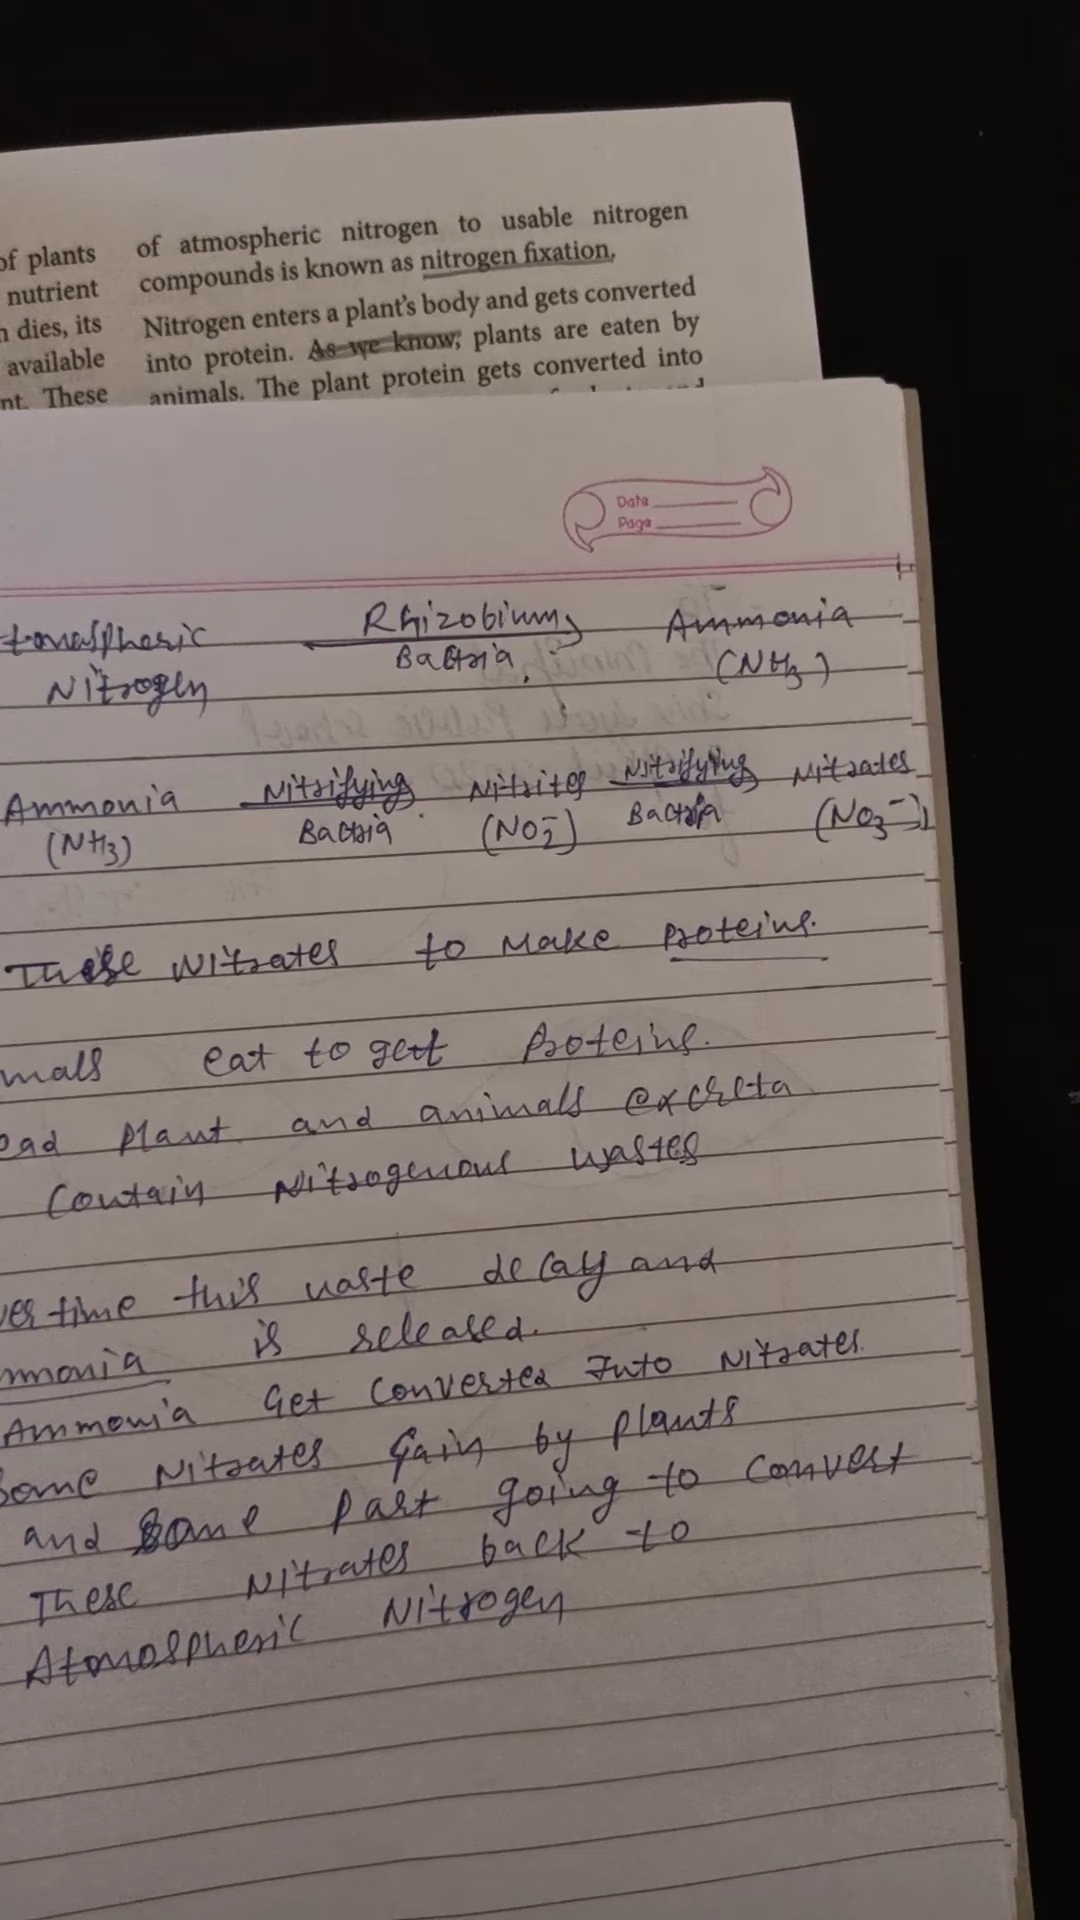 of plants
nutrient
dies, its
available
These
of atmospheric nitrogen to usable nitrogen
compounds is known as nitrogen fixation.
Nitrogen enters a plant's body and gets converted
into protein. As we know, plants are eaten by
animals. The plant protein gets converted into
Date
Page
Rhizobium Ammonia
Bactria (NH3)
Nitrogen
Ammonia Nitrifying Nitrites Nitrifying Nitrates
(NH3) Bactria (NO2-) Bactria (NO3-)
These Nitrates to Make Proteins.
eat to get Proteins.
Plant and animals excreta
Contain Nitrogenous wastes
time this waste decay and
is released.
Ammonia Get Converted Into Nitrates
Some Nitrates Gain by Plants
and Some Part going to convert
These Nitrates back to
Atmospheric Nitrogen